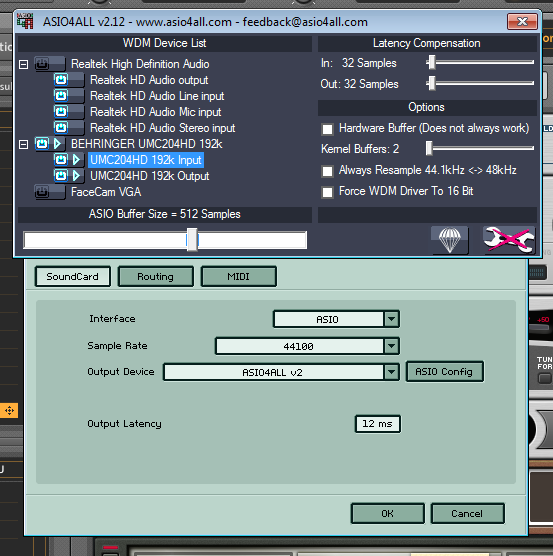 ASIO4ALL v2.12 - www.asio4all.com - feedback@asio4all.com
WDM Device List
Realtek High Definition Audio
Realtek HD Audio output
Realtek HD Audio Line input
Realtek HD Audio Mic input
Realtek HD Audio Stereo input
BEHRINGER UMC204HD 192k
UMC204HD 192k Input
UMC204HD 192k Output
FaceCam VGA
ASIO Buffer Size = 512 Samples
Latency Compensation
In: 32 Samples
Out: 32 Samples
Options
Hardware Buffer (Does not always work)
Kernel Buffers: 2
Always Resample 44.1kHz <-> 48kHz
Force WDM Driver To 16 Bit
SoundCard Routing MIDI
Interface ASIO
Sample Rate 44100
Output Device ASIO4ALL v2 ASIO Config
Output Latency 12 ms
OK Cancel
TUN
FOR